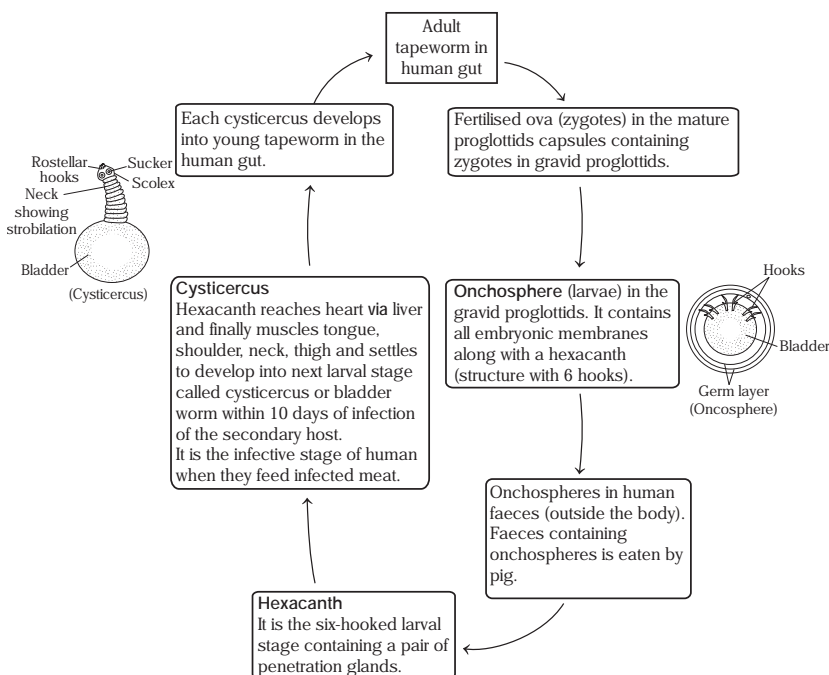 Adult
tapeworm in
human gut
Each cysticercus develops
into young tapeworm in the
human gut.
Fertilised ova (zygotes) in the mature
proglottids capsules containing
zygotes in gravid proglottids.
Rostellar
hooks
Sucker
Scolex
Neck
showing
strobilation
Bladder
(Cysticercus)
Cysticercus
Hexacanth reaches heart via liver
and finally muscles tongue,
shoulder, neck, thigh and settles
to develop into next larval stage
called cysticercus or bladder
worm within 10 days of infection
of the secondary host.
It is the infective stage of human
when they feed infected meat.
Onchosphere (larvae) in the
gravid proglottids. It contains
all embryonic membranes
along with a hexacanth
(structure with 6 hooks).
Hooks
Bladder
Germ layer
(Oncosphere)
Onchospheres in human
faeces (outside the body).
Faeces containing
onchospheres is eaten by
pig.
Hexacanth
It is the six-hooked larval
stage containing a pair of
penetration glands.